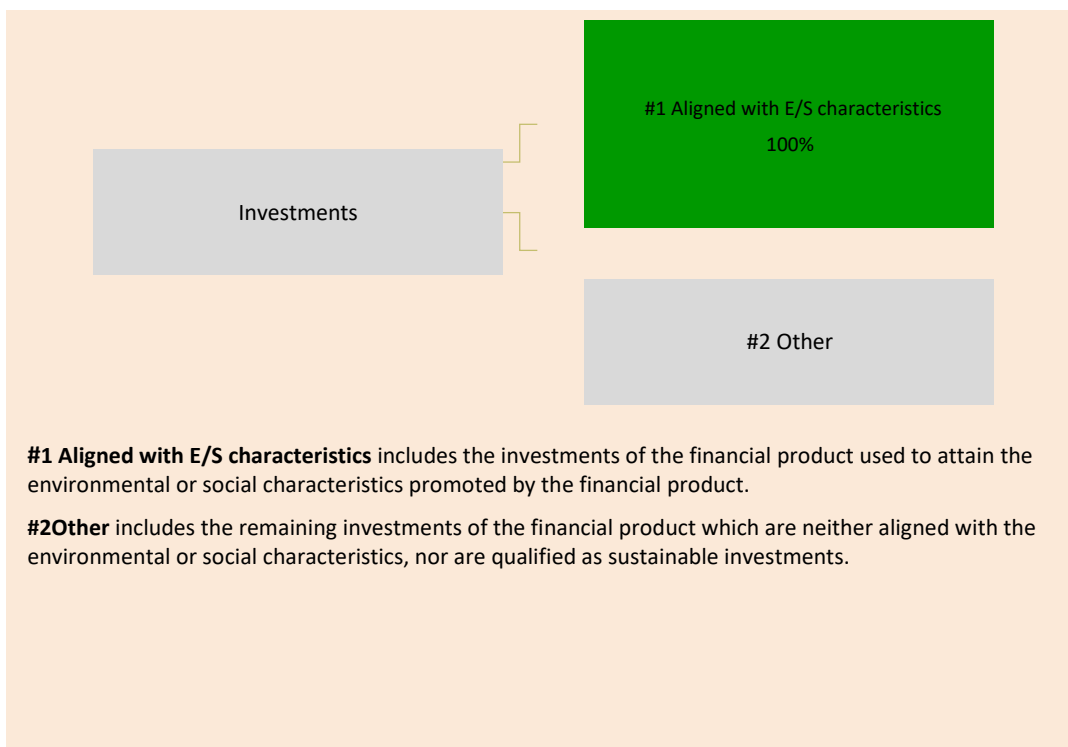 #1 Aligned with E/S characteristics
100%
Investments
#2 Other
#1 Aligned with E/S characteristics includes the investments of the financial product used to attain the
environmental or social characteristics promoted by the financial product.
#2Other includes the remaining investments of the financial product which are neither aligned with the
environmental or social characteristics, nor are qualified as sustainable investments.